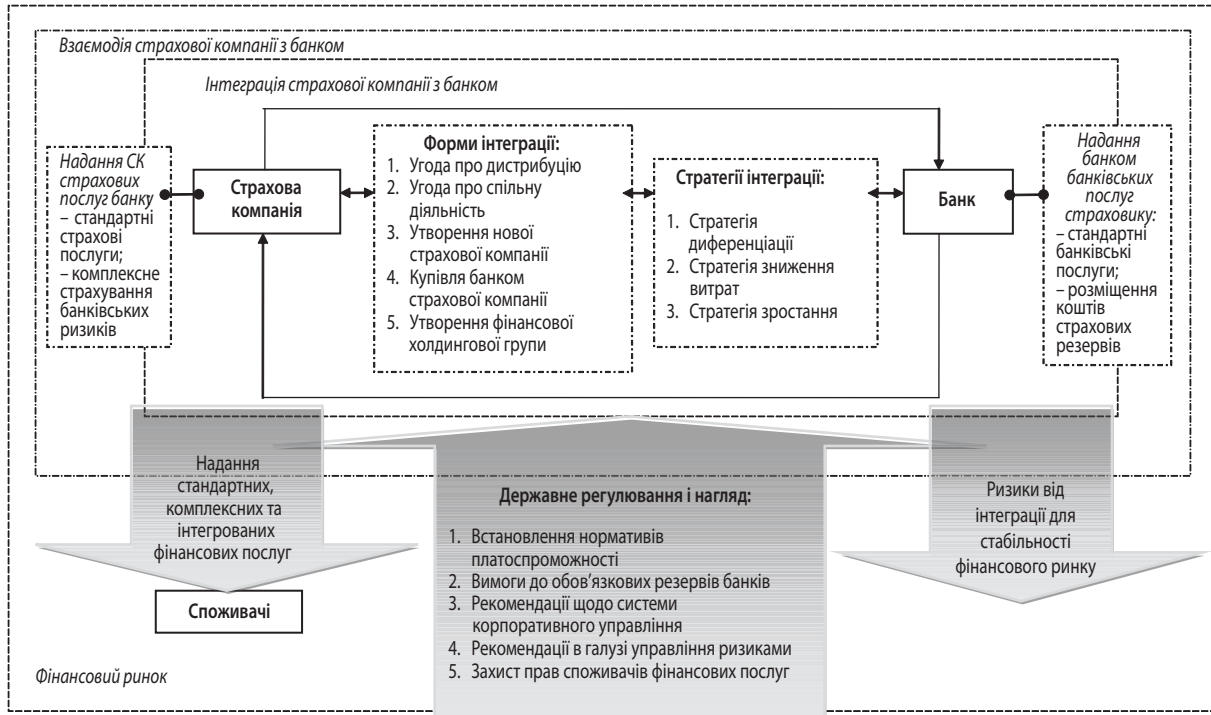 Взаємодія страхової компанії з банком
Інтеграція страхової компанії з банком
Надання СК
страхових
послуг банку
– стандартні
страхові
послуги;
– комплексне
страхування
банківських
ризиків
Страхова
компанія
Форми інтеграції:
1. Угода про дистрибуцію
2. Угода про спільну
діяльність
3. Утворення нової
страхової компанії
4. Купівля банком
страхової компанії
5. Утворення фінансової
холдингової групи
Стратегії інтеграції:
1. Стратегія
диференціації
2. Стратегія зниження
витрат
3. Стратегія зростання
Банк
Надання
банком
банківських
послуг
страховику:
– стандартні
банківські
послуги;
– розміщення
коштів
страхових
резервів
Надання
стандартних,
комплексних та
інтегрованих
фінансових послуг
Споживачі
Державне регулювання і нагляд:
1. Встановлення нормативів
платоспроможності
2. Вимоги до обов’язкових резервів банків
3. Рекомендації щодо системи
корпоративного управління
4. Рекомендації в галузі управління ризиками
5. Захист прав споживачів фінансових послуг
Ризики від
інтеграції для
стабільності
фінансового ринку
Фінансовий ринок